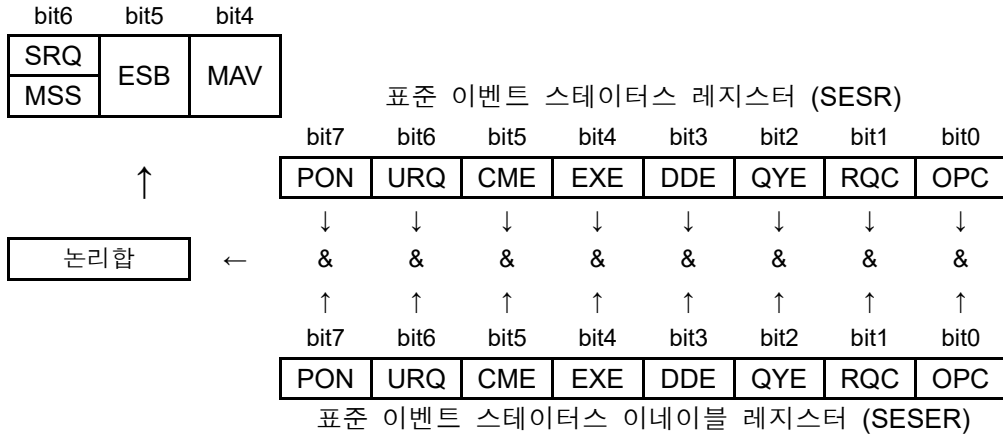 bit6 bit5 bit4
SRQ
MSS
ESB MAV
표준 이벤트 스테이터스 레지스터 (SESR)
bit7 bit6 bit5 bit4 bit3 bit2 bit1 bit0
PON URQ CME EXE DDE QYE RQC OPC
↑
↓ ↓ ↓ ↓ ↓ ↓ ↓ ↓
논리합 ← & & & & & & & &
↑ ↑ ↑ ↑ ↑ ↑ ↑ ↑
bit7 bit6 bit5 bit4 bit3 bit2 bit1 bit0
PON URQ CME EXE DDE QYE RQC OPC
표준 이벤트 스테이터스 이네이블 레지스터 (SESER)